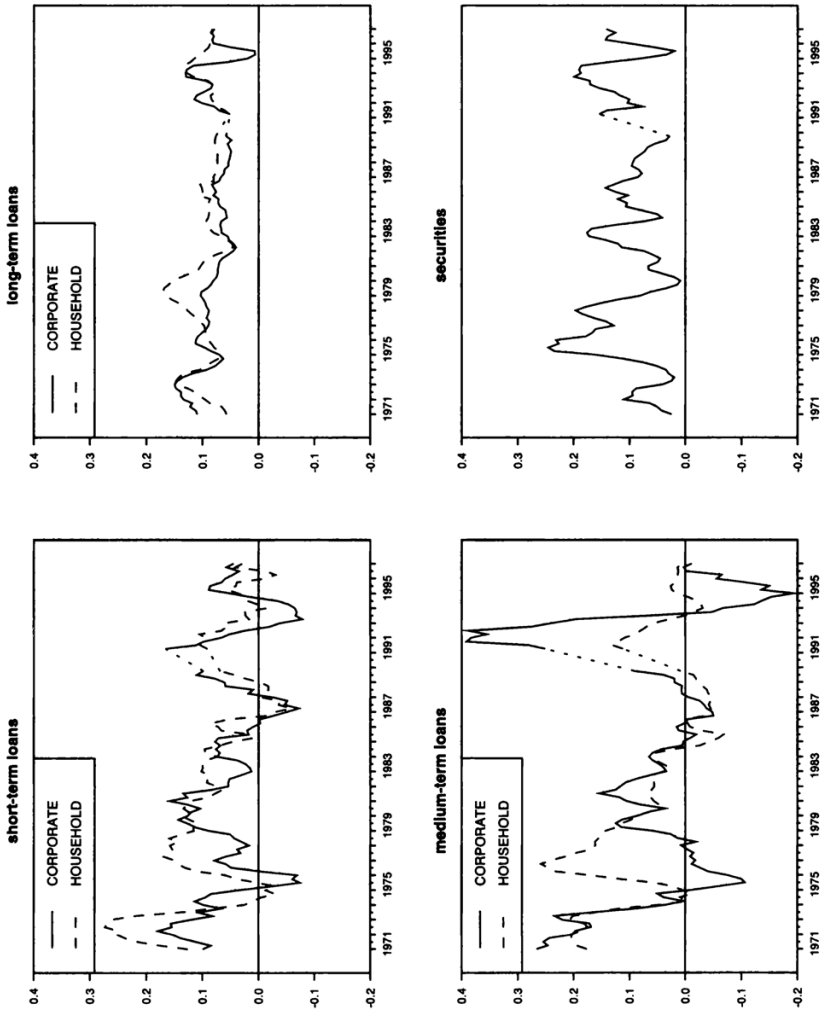 short-term loans
CORPORATE
HOUSEHOLD
0.4
0.3
0.2
0.1
0.0
-0.1
-0.2
1971 1975 1979 1983 1987 1991 1995
long-term loans
CORPORATE
HOUSEHOLD
0.4
0.3
0.2
0.1
0.0
-0.1
-0.2
1971 1975 1979 1983 1987 1991 1995
medium-term loans
CORPORATE
HOUSEHOLD
0.4
0.3
0.2
0.1
0.0
-0.1
-0.2
1971 1975 1979 1983 1987 1991 1995
securities
0.4
0.3
0.2
0.1
0.0
-0.1
-0.2
1971 1975 1979 1983 1987 1991 1995